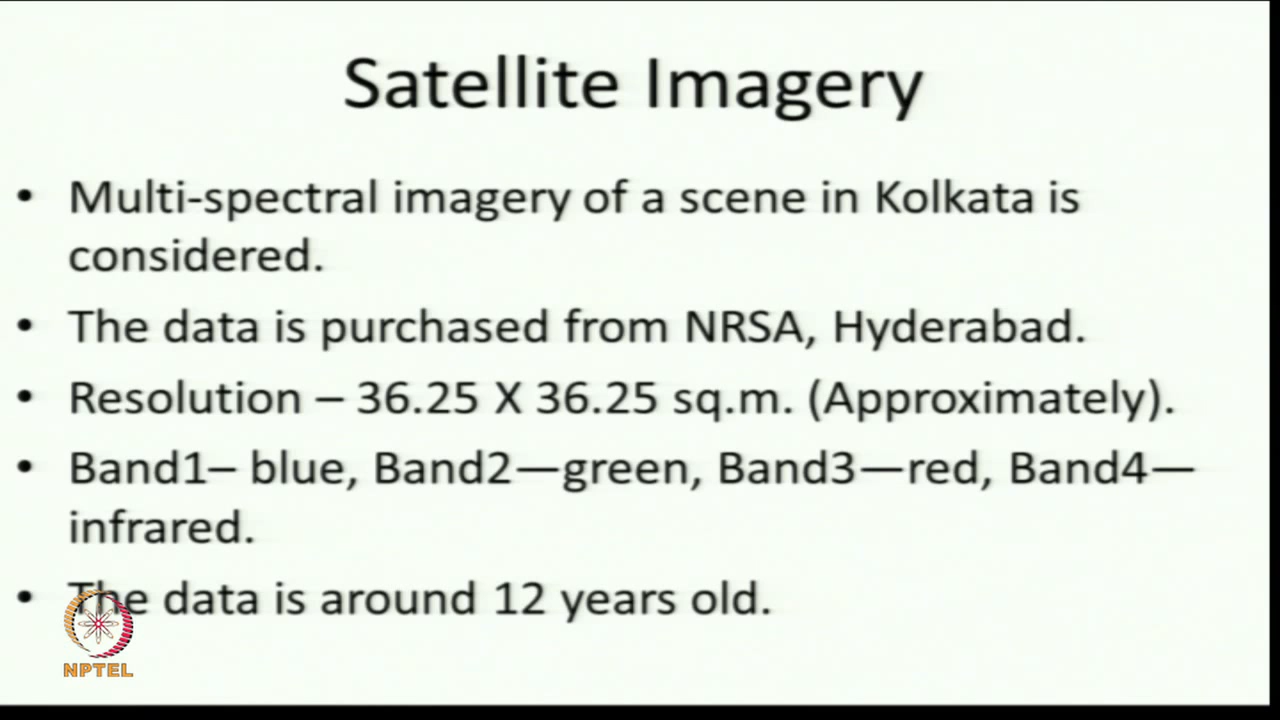 Satellite Imagery
• Multi-spectral imagery of a scene in Kolkata is
considered.
• The data is purchased from NRSA, Hyderabad.
• Resolution – 36.25 X 36.25 sq.m. (Approximately).
• Band1– blue, Band2—green, Band3—red, Band4—
infrared.
• The data is around 12 years old.
NPTEL